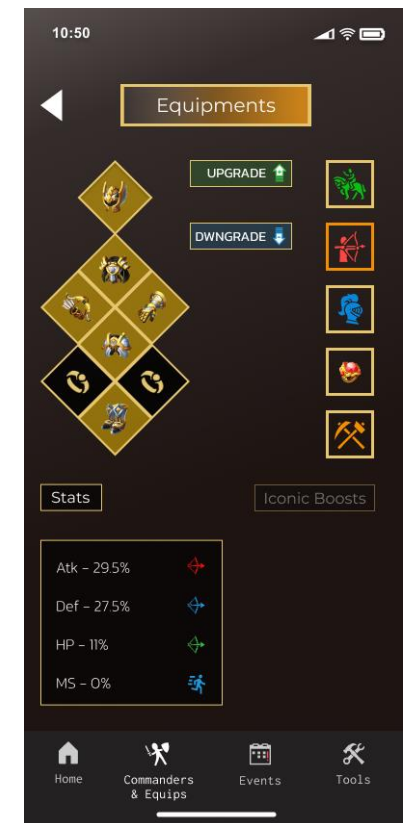 10:50
Equipments
UPGRADE
DWNGRADE
Stats
Iconic Boosts
Atk - 29.5%
Def - 27.5%
HP - 11%
MS - 0%
Home
Commanders
& Equips
Events
Tools